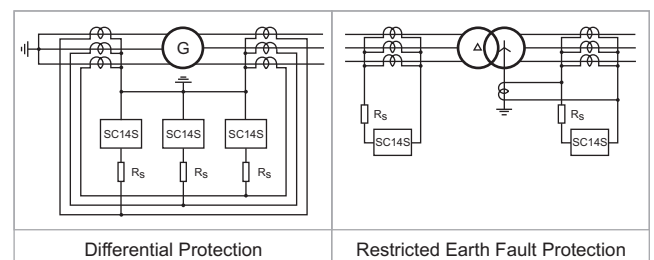 G
SC14S SC14S SC14S
Rs Rs Rs
Differential Protection
Rs Rs
SC14S SC14S
Restricted Earth Fault Protection